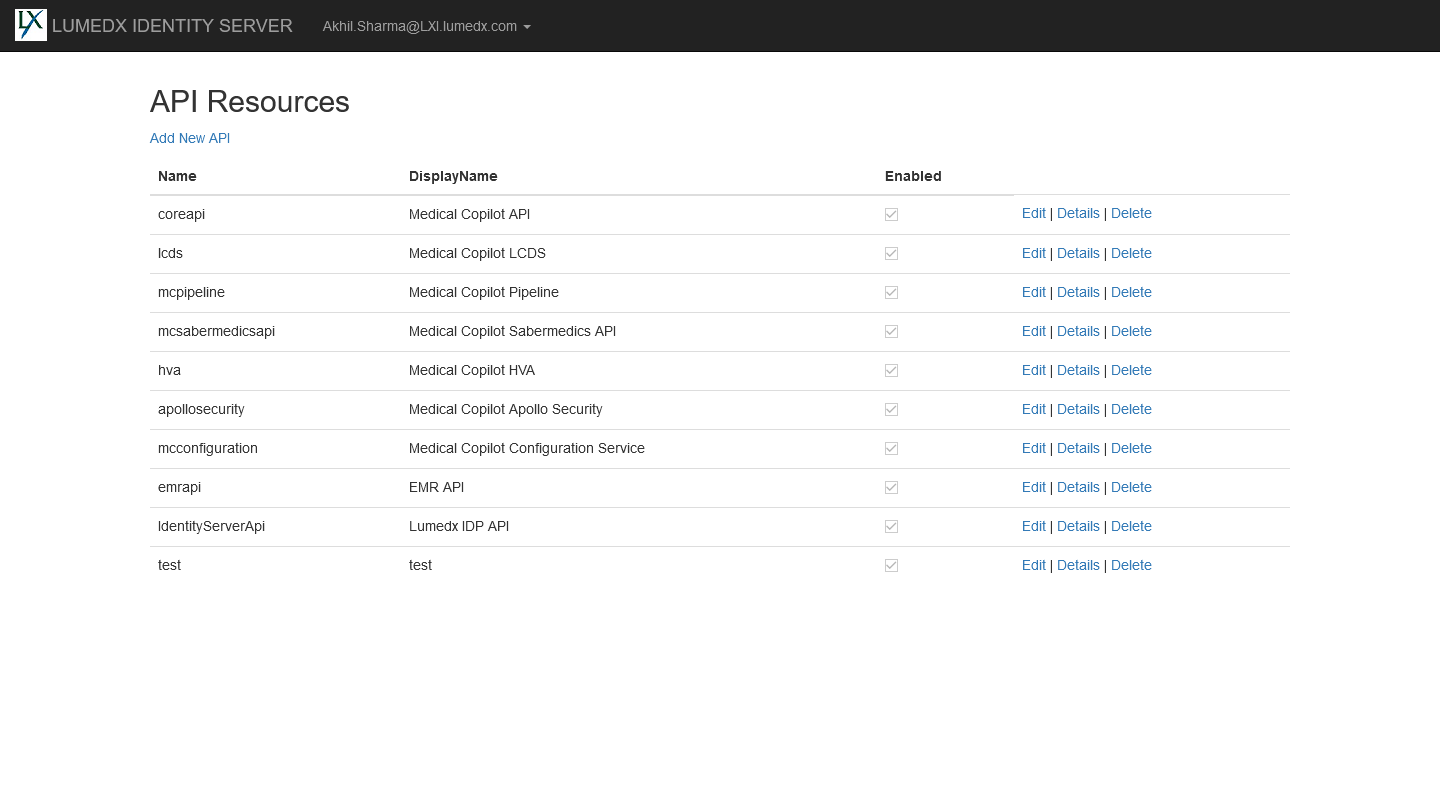 LX LUMEDX IDENTITY SERVER Akhil.Sharma@LXI.lumedx.com
API Resources
Add New API
Name DisplayName Enabled
coreapi Medical Copilot API Edit | Details | Delete
lcds Medical Copilot LCDS Edit | Details | Delete
mcpipeline Medical Copilot Pipeline Edit | Details | Delete
mcsabermedicsapi Medical Copilot Sabermedics API Edit | Details | Delete
hva Medical Copilot HVA Edit | Details | Delete
apollosecurity Medical Copilot Apollo Security Edit | Details | Delete
mcconfiguration Medical Copilot Configuration Service Edit | Details | Delete
emrapi EMR API Edit | Details | Delete
IdentityServerApi Lumedx IDP API Edit | Details | Delete
test test Edit | Details | Delete